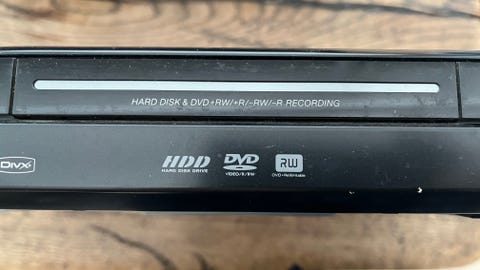 HARD DISK & DVD+RW/+R/-RW/-R RECORDING
DIVX HDD DVD RW
HARD DISK DRIVE VIDEO/R/RW DVD+ReWritable